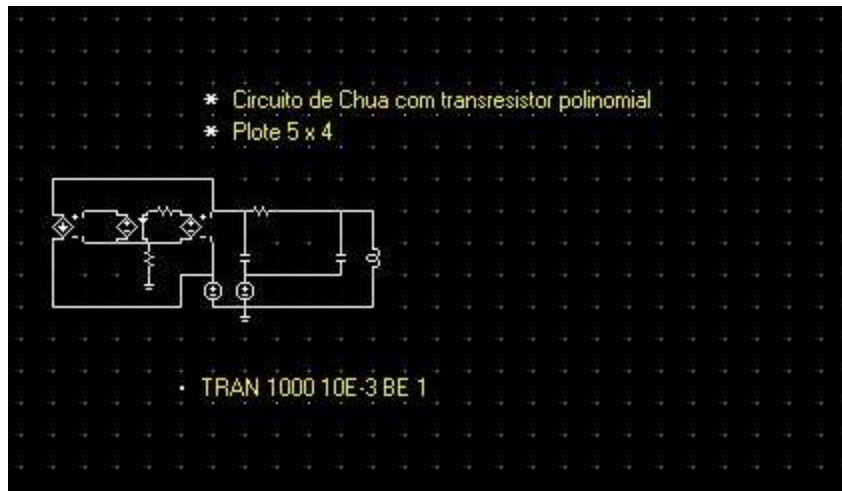 * Circuito de Chua com transresistor polinomial
* Plote 5 x 4
. TRAN 1000 10E-3 BE 1